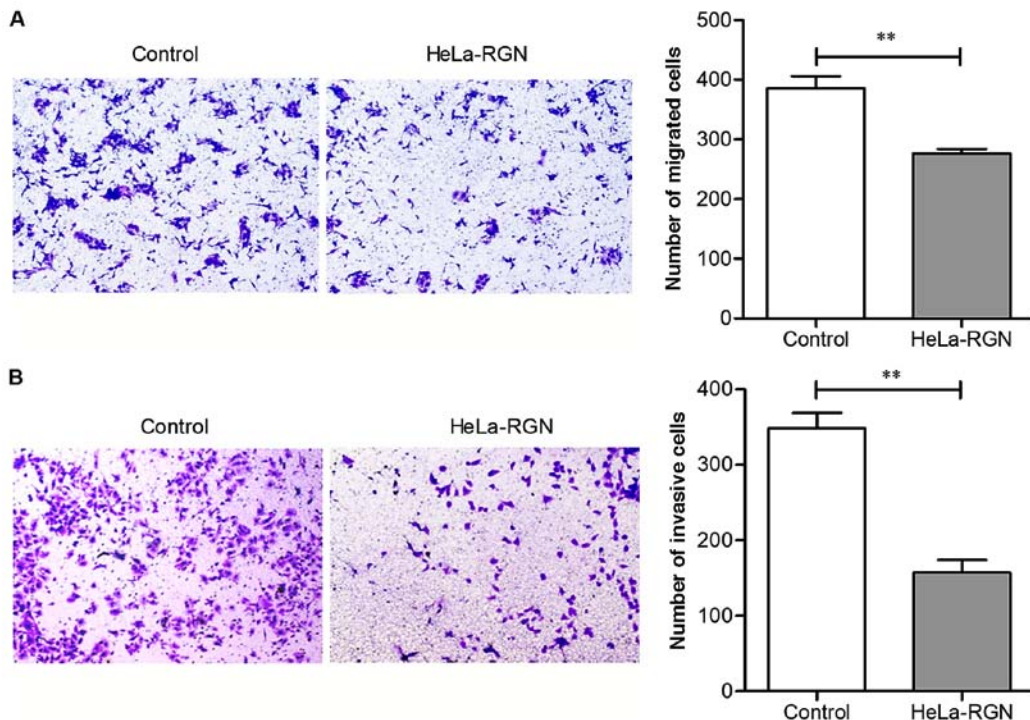 A
Control
HeLa-RGN
Number of migrated cells
500
400
300
200
100
0
**
Control
HeLa-RGN
B
Control
HeLa-RGN
Number of invasive cells
400
300
200
100
0
**
Control
HeLa-RGN